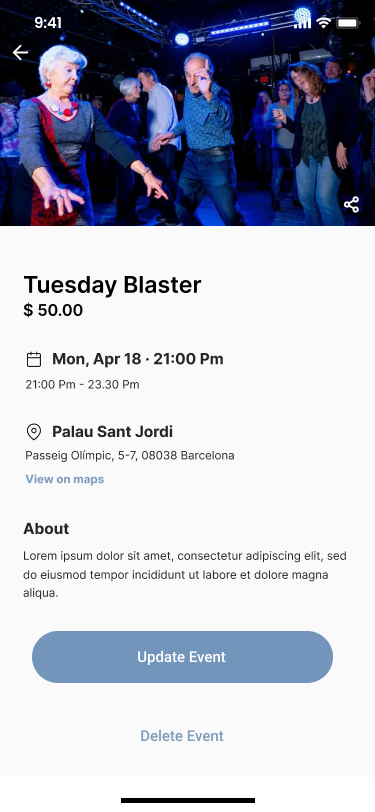 9:41
Tuesday Blaster
$ 50.00
Mon, Apr 18 · 21:00 Pm
21:00 Pm - 23.30 Pm
Palau Sant Jordi
Passeig Olímpic, 5-7, 08038 Barcelona
View on maps
About
Lorem ipsum dolor sit amet, consectetur adipiscing elit, sed
do eiusmod tempor incididunt ut labore et dolore magna
aliqua.
Update Event
Delete Event